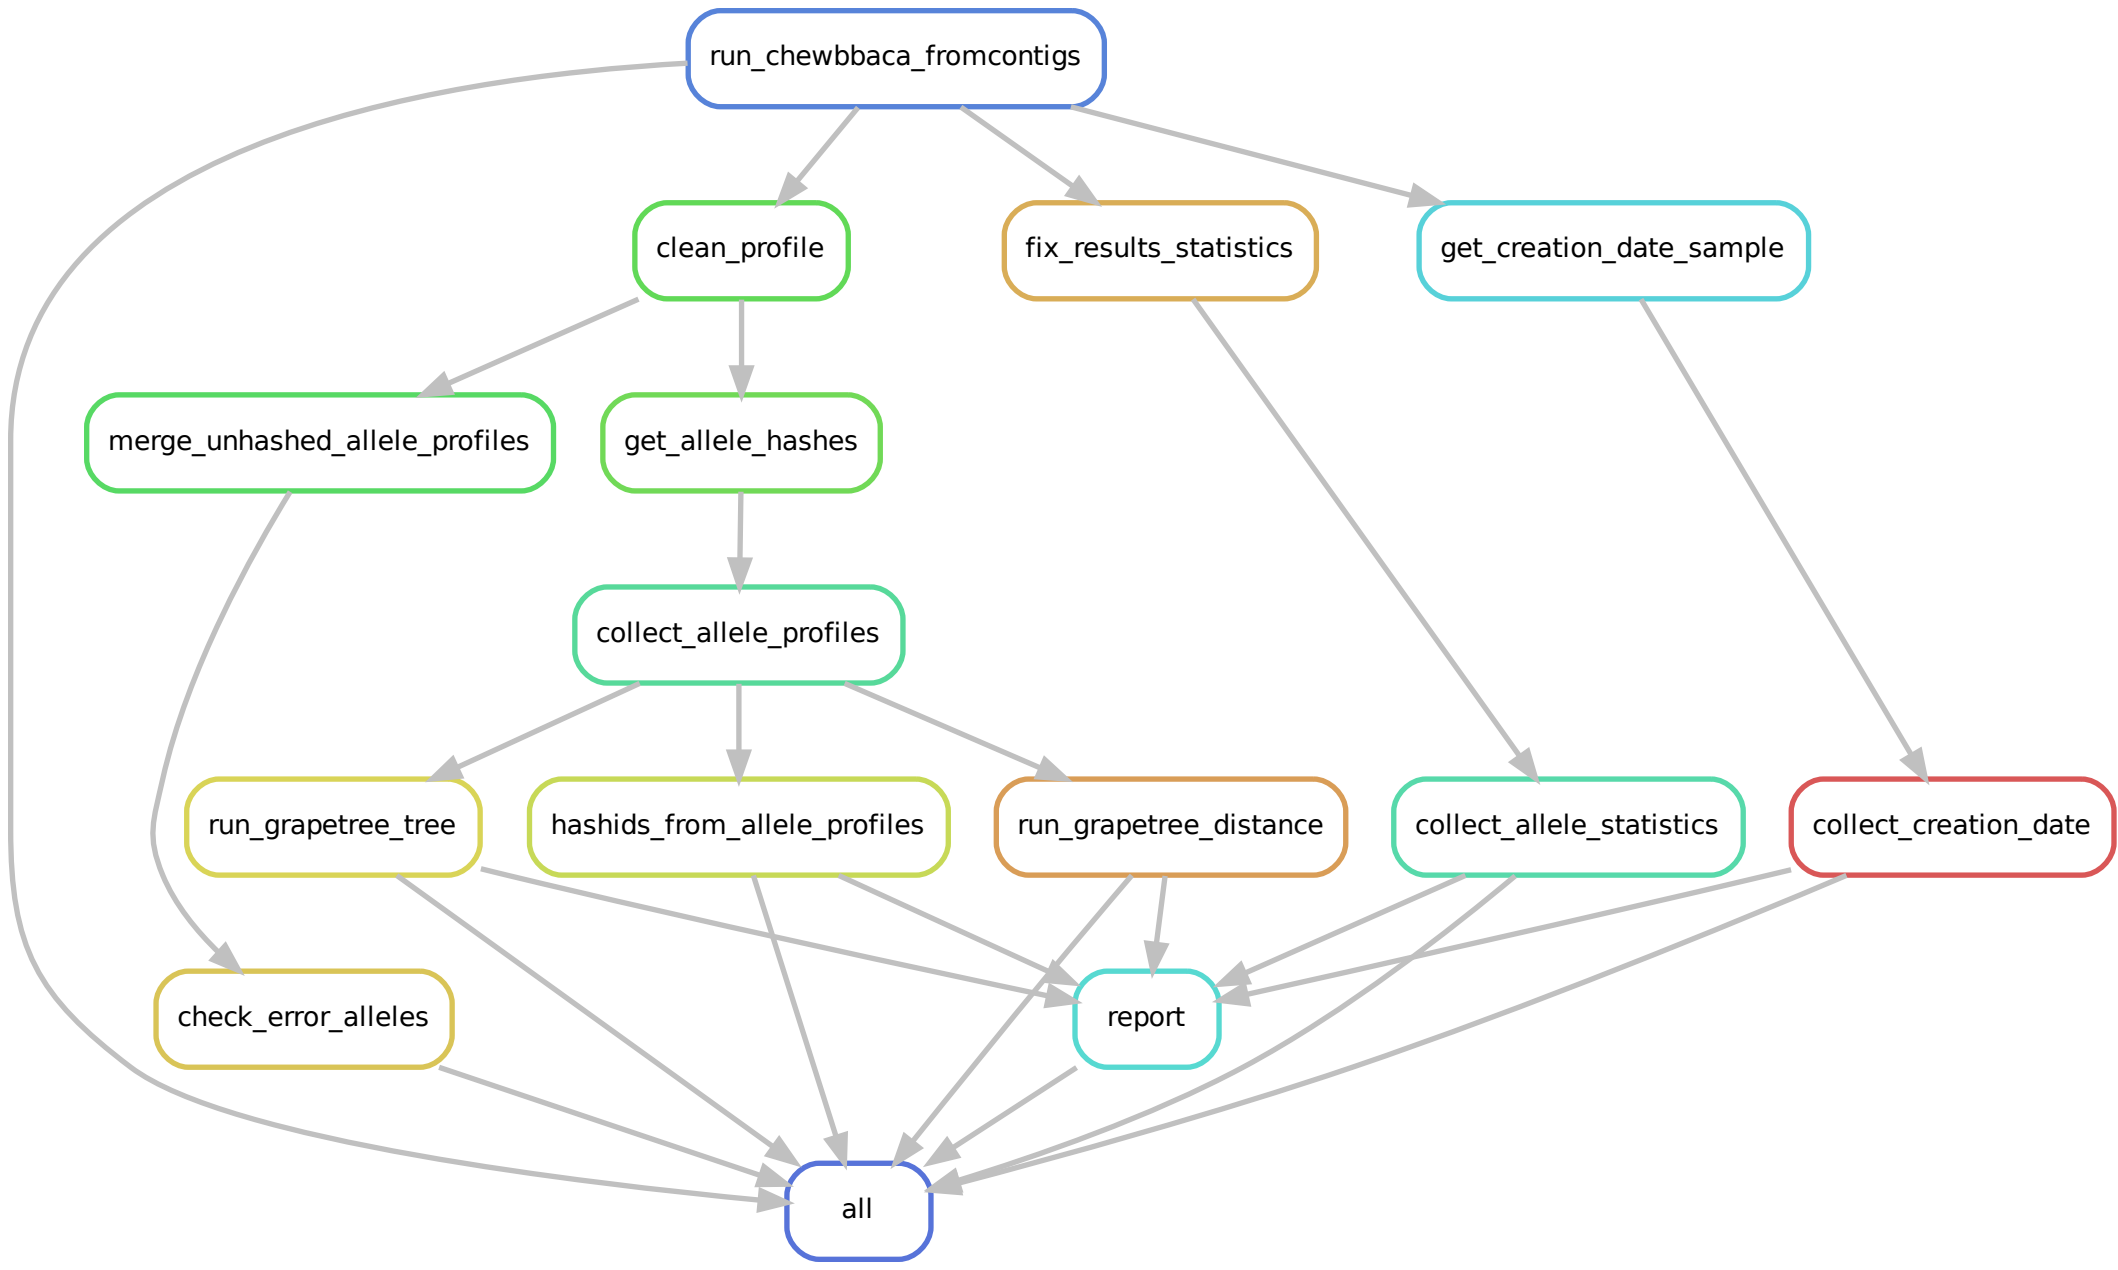 run_chewbbaca_fromcontigs
clean_profile
fix_results_statistics
get_creation_date_sample
merge_unhashed_allele_profiles
get_allele_hashes
collect_allele_profiles
run_grapetree_tree
hashids_from_allele_profiles
run_grapetree_distance
collect_allele_statistics
collect_creation_date
check_error_alleles
report
all